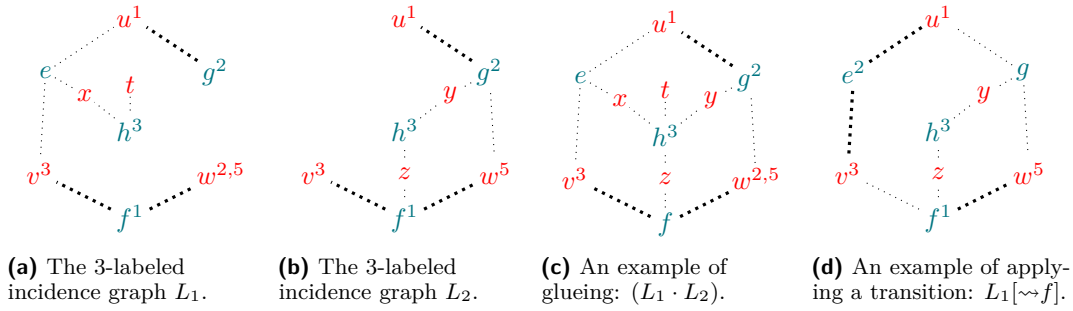 u¹ u¹ u¹ u¹
e g² g² e g² e² g
x t y x t y y
h³ h³ h³ h³
v³ w²,⁵ v³ z w⁵ v³ z w²,⁵ v³ z w⁵
f¹ f¹ f f¹
(a) The 3-labeled
incidence graph L₁.
(b) The 3-labeled
incidence graph L₂.
(c) An example of
glueing: (L₁ · L₂).
(d) An example of apply-
ing a transition: L₁[⇝f].